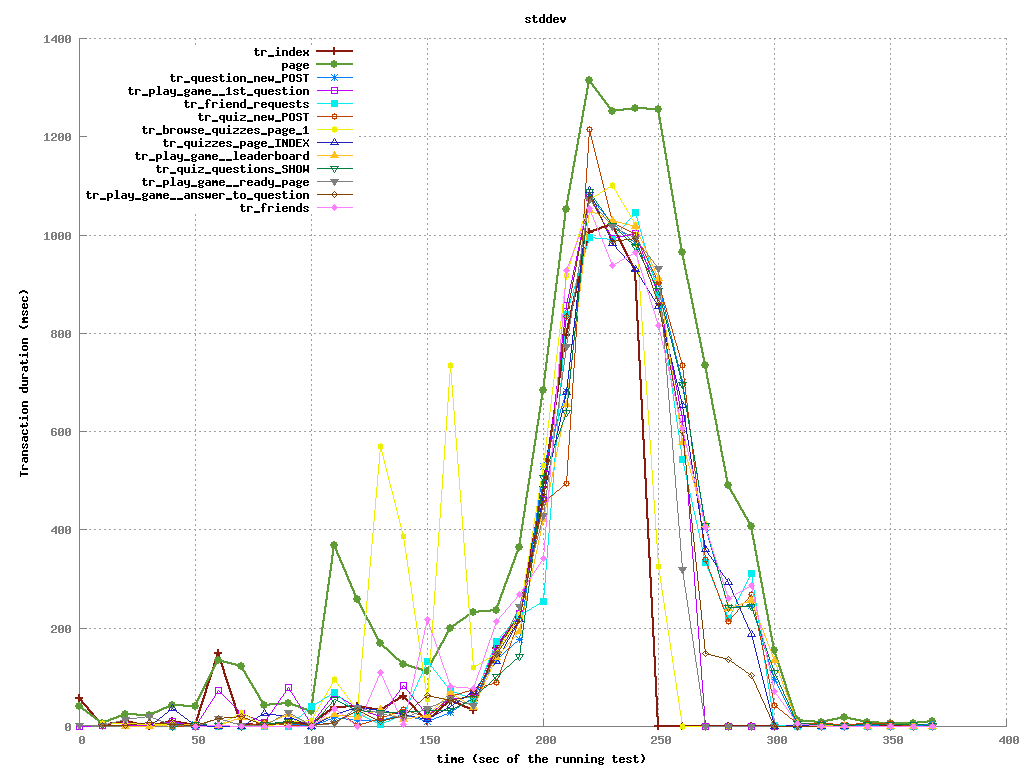 stddev
1400
1200
1000
800
600
400
200
0
Transaction duration (msec)
tr_index
page
tr_question_new_POST
tr_play_game__1st_question
tr_friend_requests
tr_quiz_new_POST
tr_browse_quizzes_page_1
tr_quizzes_page_INDEX
tr_play_game__leaderboard
tr_quiz_questions_SHOW
tr_play_game__ready_page
tr_play_game__answer_to_question
tr_friends
0 50 100 150 200 250 300 350 400
time (sec of the running test)